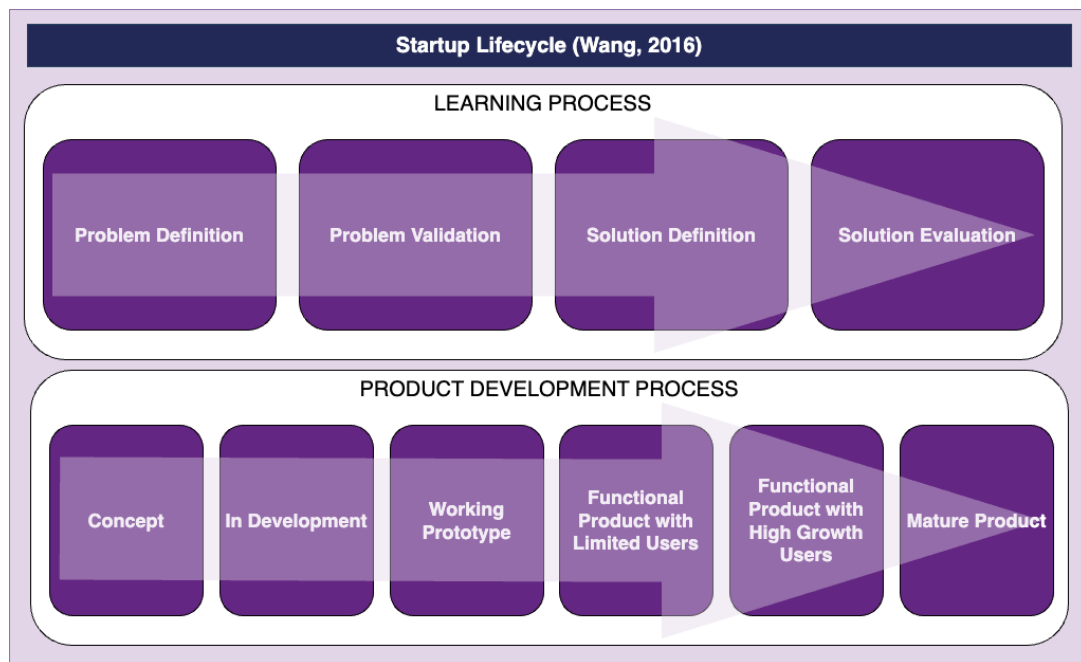 Startup Lifecycle (Wang, 2016)
LEARNING PROCESS
Problem Definition
Problem Validation
Solution Definition
Solution Evaluation
PRODUCT DEVELOPMENT PROCESS
Concept
In Development
Working
Prototype
Functional
Product with
Limited Users
Functional
Product with
High Growth
Users
Mature Product